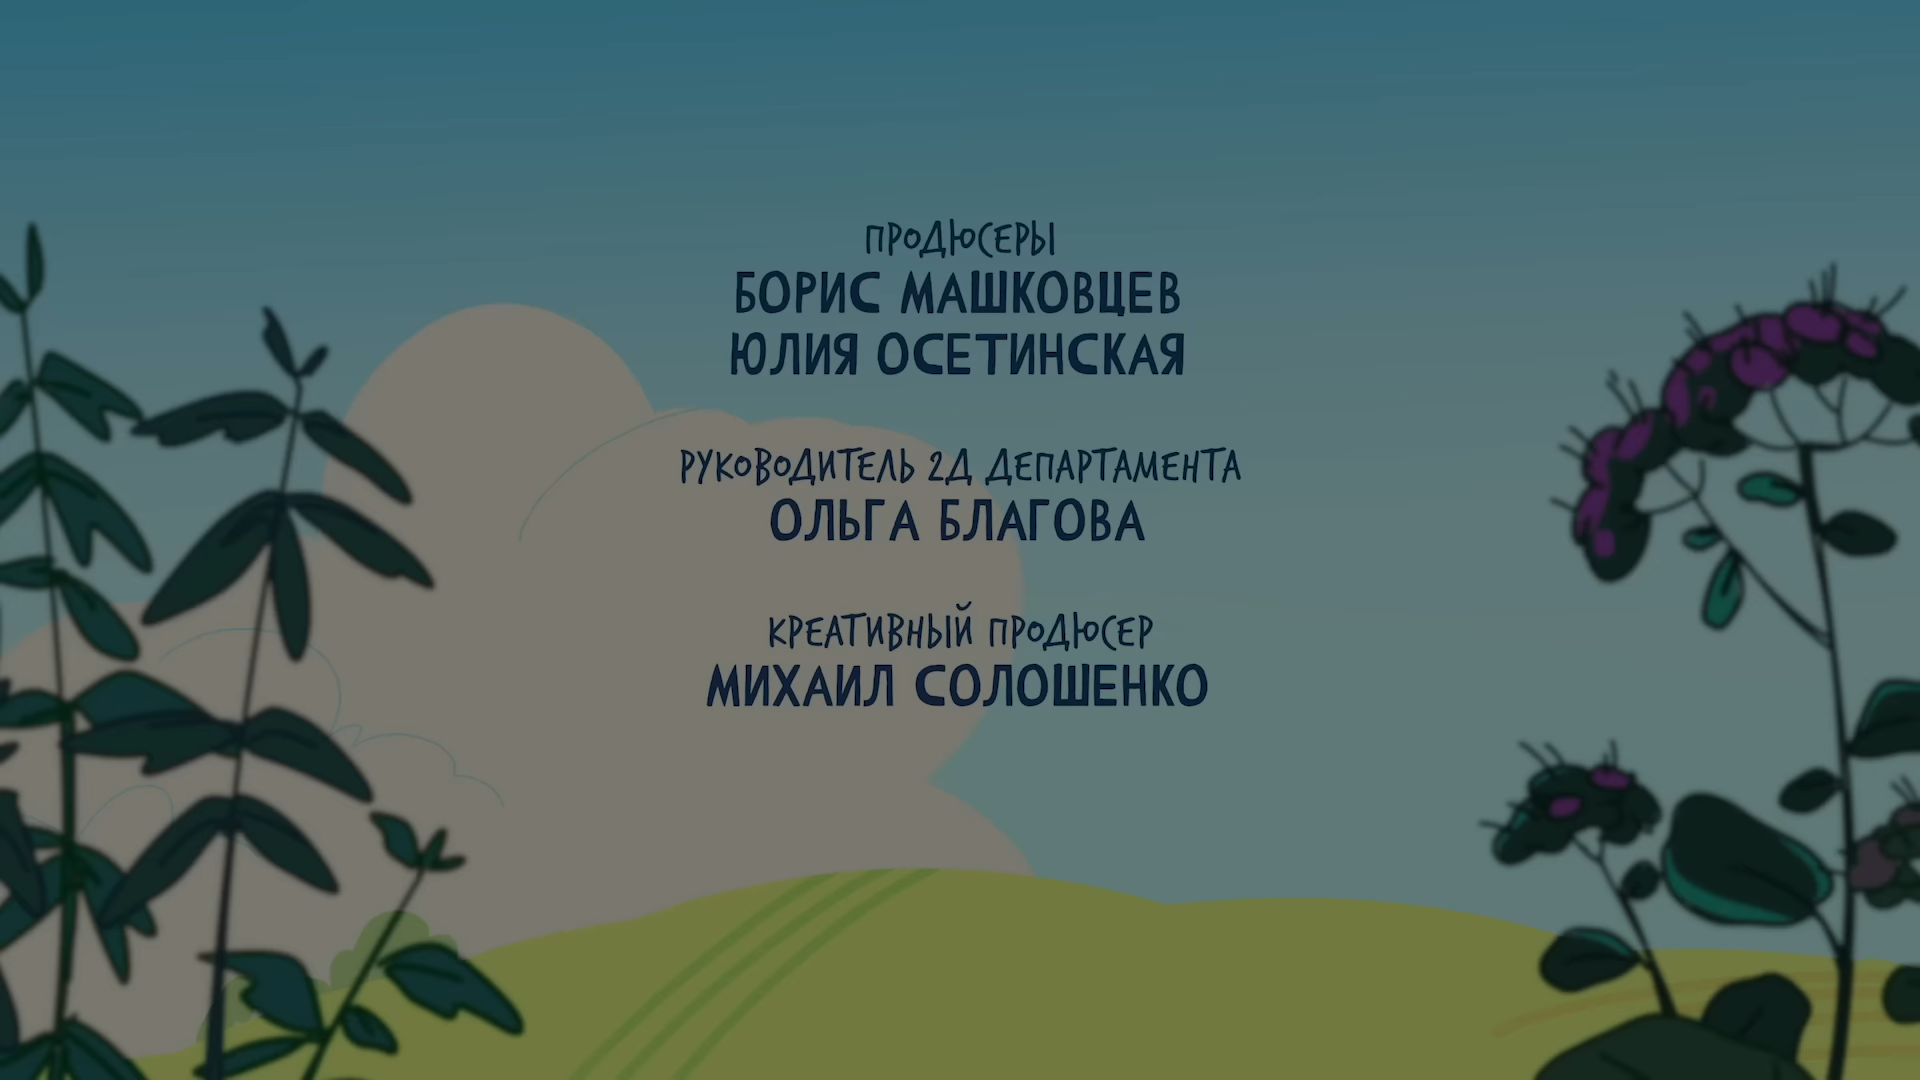 ПРОДЮСЕРЫ
БОРИС МАШКОВЦЕВ
ЮЛИЯ ОСЕТИНСКАЯ
РУКОВОДИТЕЛЬ 2Д ДЕПАРТАМЕНТА
ОЛЬГА БЛАГОВА
КРЕАТИВНЫЙ ПРОДЮСЕР
МИХАИЛ СОЛОШЕНКО